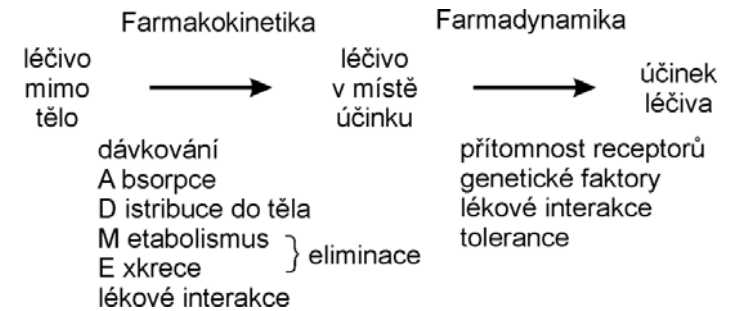 Farmakokinetika
Farmadynamika
léčivo
mimo
tělo
léčivo
v místě
účinku
účinek
léčiva
dávkování
A bsorpce
D istribuce do těla
M etabolismus
E xkrece
eliminace
lékové interakce
přítomnost receptorů
genetické faktory
lékové interakce
tolerance